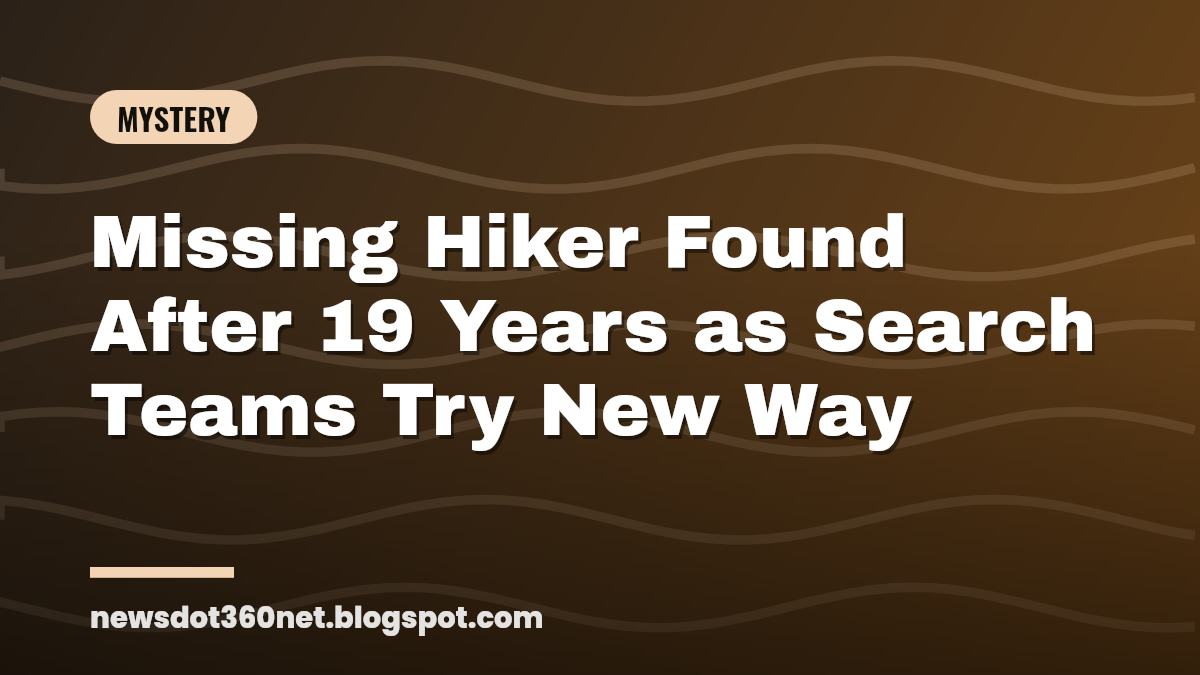 MYSTERY
Missing Hiker Found
After 19 Years as Search
Teams Try New Way
newsdot360net.blogspot.com